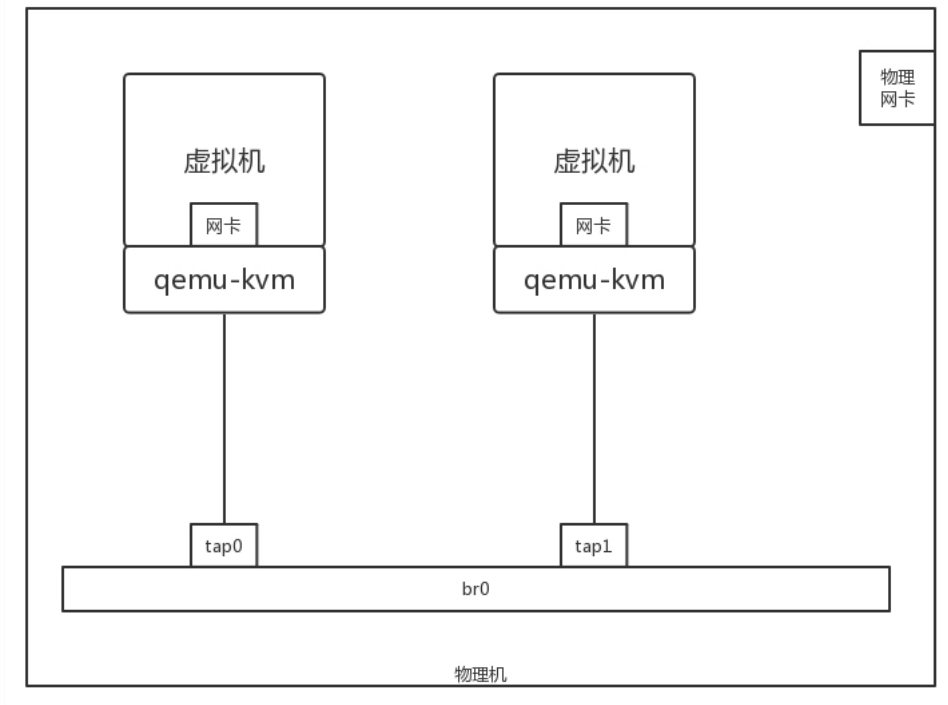 物理
网卡
虚拟机
虚拟机
网卡
网卡
qemu-kvm
qemu-kvm
tap0
tap1
br0
物理机